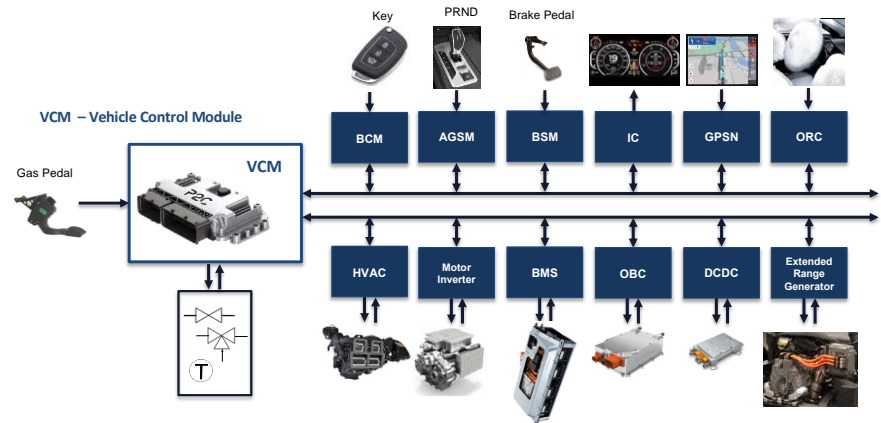 Key
PRND
Brake Pedal
VCM – Vehicle Control Module
BCM
AGSM
BSM
IC
GPSN
ORC
VCM
Gas Pedal
P2C
HVAC
Motor
Inverter
BMS
OBC
DCDC
Extended
Range
Generator
T